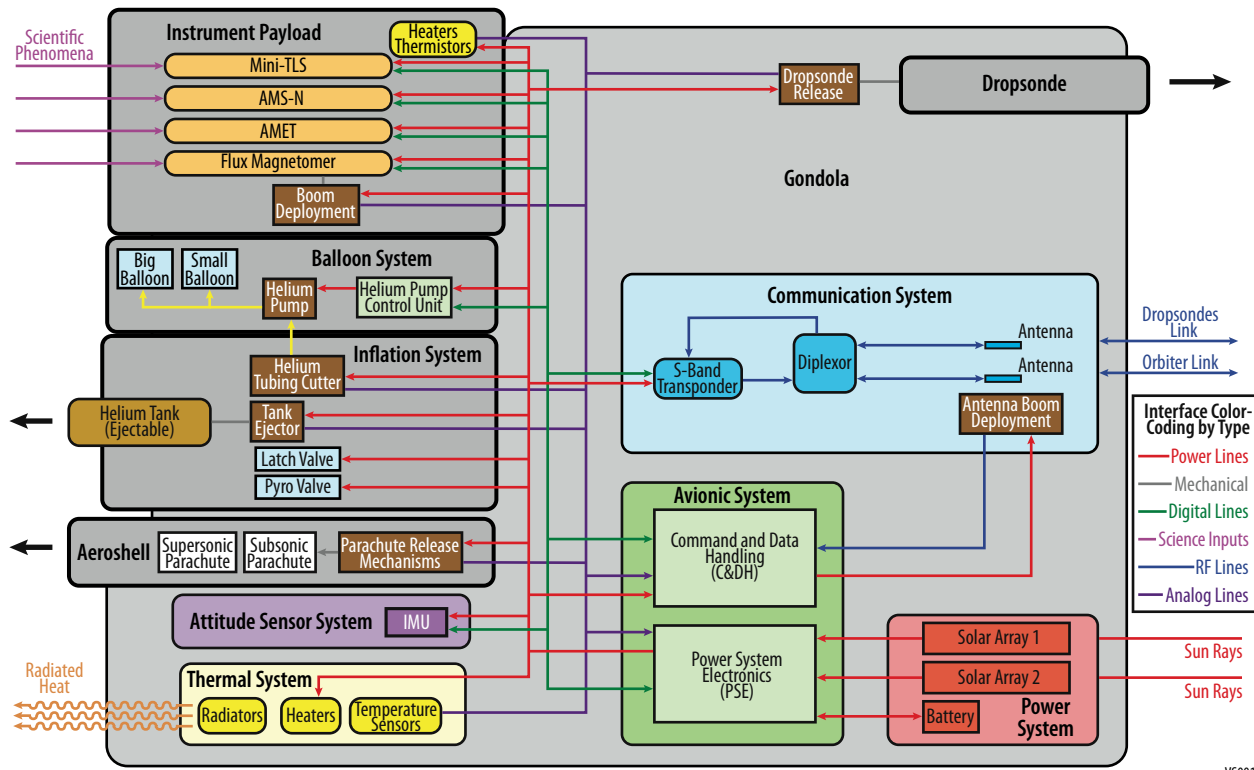 Scientific
Phenomena
Instrument Payload
Heaters
Thermistors
Mini-TLS
AMS-N
AMET
Flux Magnetomer
Boom
Deployment
Dropsonde
Release
Dropsonde
Gondola
Big
Balloon
Small
Balloon
Balloon System
Helium
Pump
Helium Pump
Control Unit
Inflation System
Helium
Tubing Cutter
Helium Tank
(Ejectable)
Tank
Ejector
Latch Valve
Pyro Valve
Communication System
S-Band
Transponder
Diplexor
Antenna
Antenna
Antenna Boom
Deployment
Dropsondes
Link
Orbiter Link
Interface Color-
Coding by Type
Power Lines
Mechanical
Digital Lines
Science Inputs
RF Lines
Analog Lines
Aeroshell
Supersonic
Parachute
Subsonic
Parachute
Parachute Release
Mechanisms
Avionic System
Command and Data
Handling
(C&DH)
Power System
Electronics
(PSE)
Attitude Sensor System
IMU
Radiated
Heat
Thermal System
Radiators
Heaters
Temperature
Sensors
Solar Array 1
Solar Array 2
Battery
Power
System
Sun Rays
Sun Rays